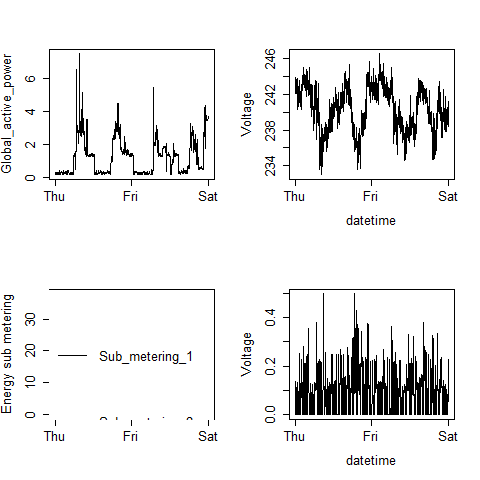 Global_active_power
0 2 4 6
Thu Fri Sat
Voltage
234 238 242 246
Thu Fri Sat
datetime
Energy sub metering
0 10 20 30
Sub_metering_1
Thu Fri Sat
Voltage
0.0 0.2 0.4
Thu Fri Sat
datetime